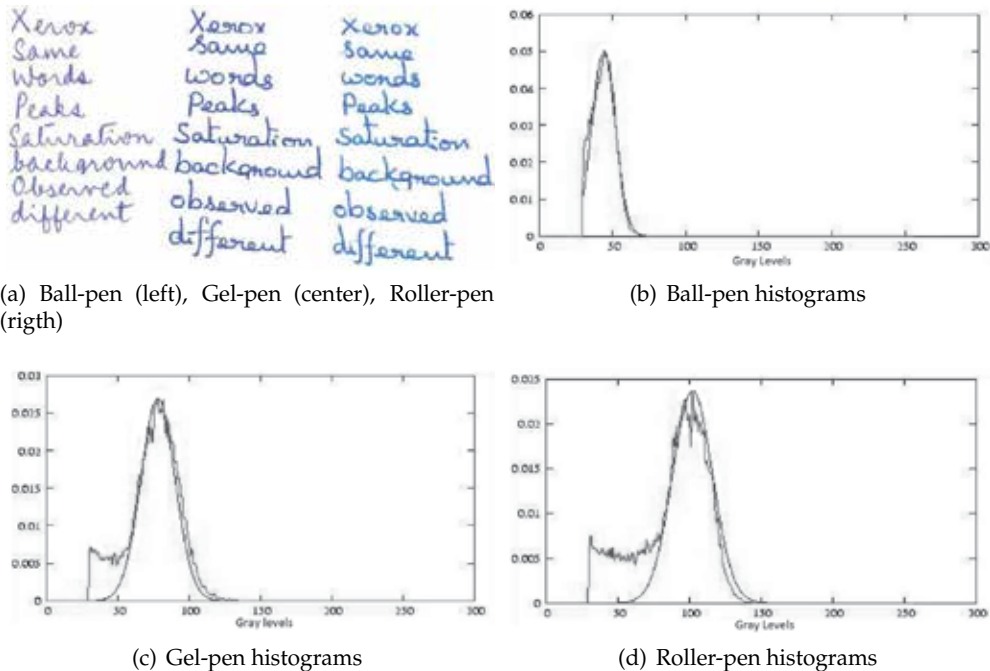 Xerox
Same
Words
Peaks
Saturation
background
Observed
different
Xerox
Same
words
Peaks
Saturation
background
observed
different
Xerox
Same
words
Peaks
Saturation
background
observed
different
(a) Ball-pen (left), Gel-pen (center), Roller-pen
(rigth)
0.06
0.05
0.06
0.03
0.02
0.01
0
0 50 100 150 200 250 300
Gray Levels
(b) Ball-pen histograms
0.03
0.015
0.02
0.015
0.01
0.005
0
0 50 100 150 200 250 300
Gray levels
(c) Gel-pen histograms
0.025
0.02
0.015
0.01
0.005
0
0 50 100 150 200 250 300
Gray Levels
(d) Roller-pen histograms